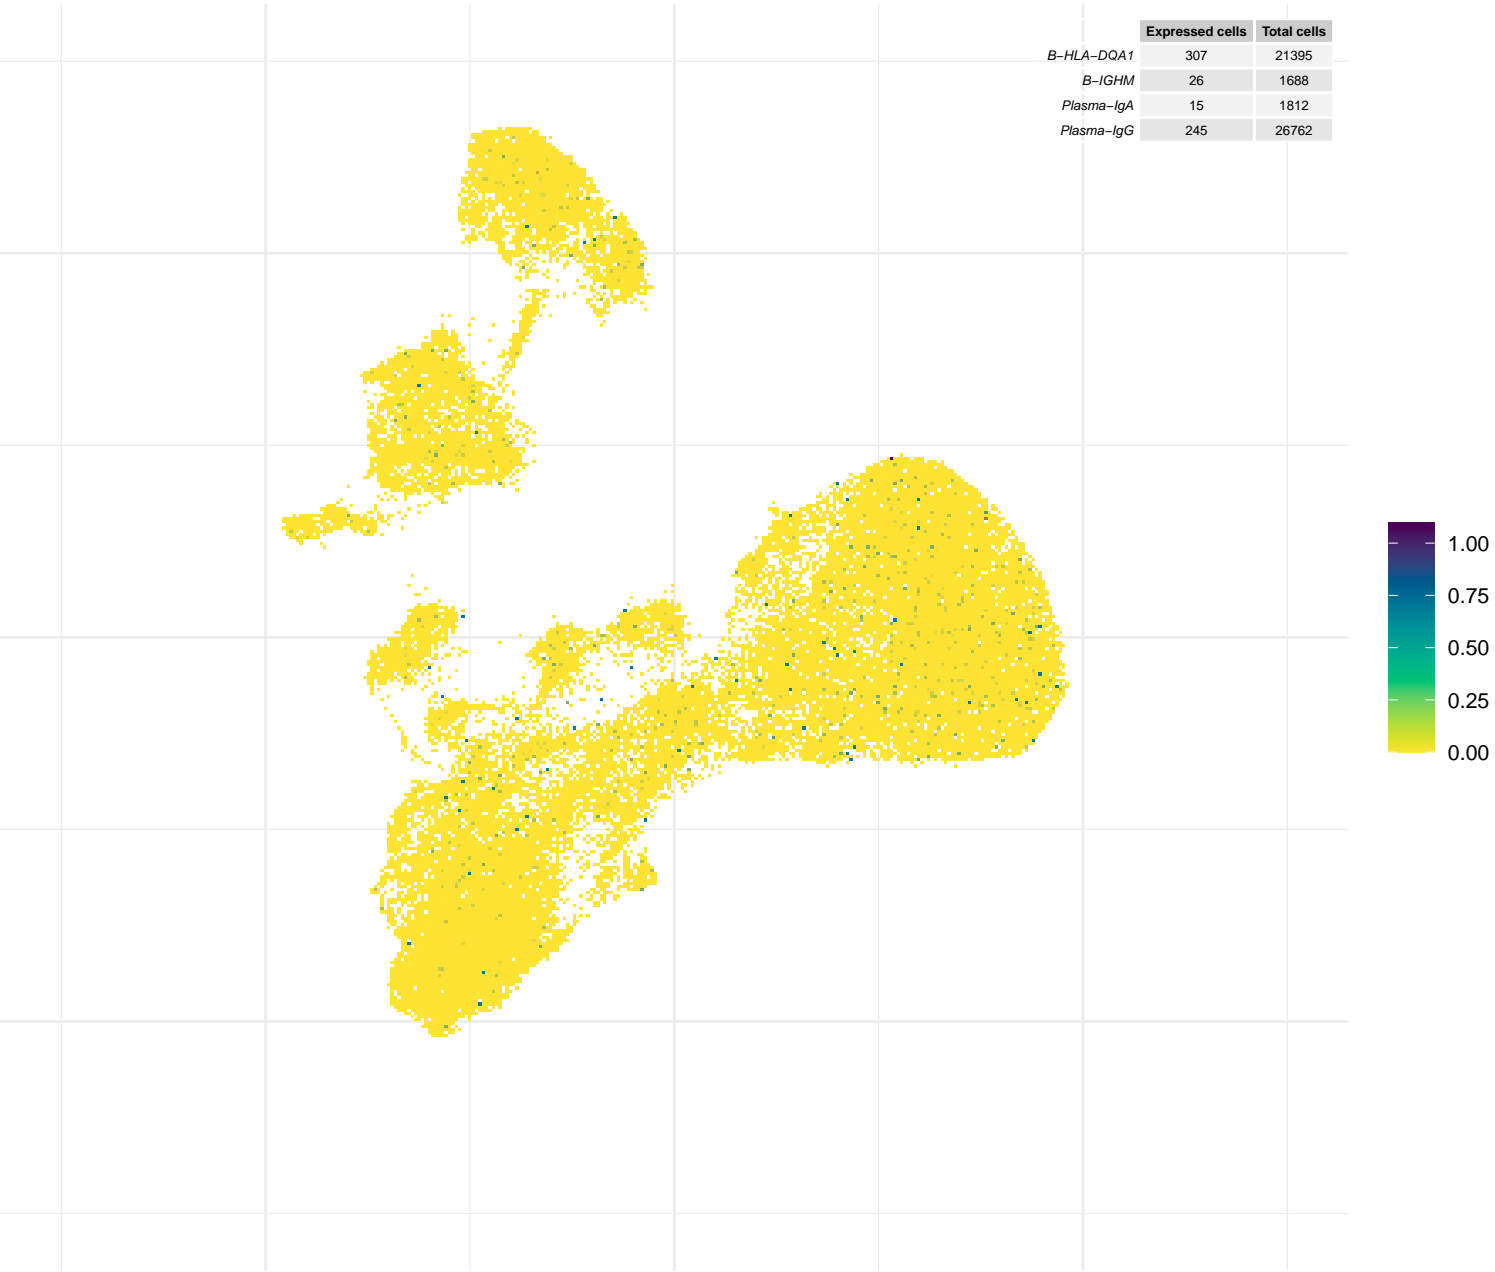 Expressed cells Total cells
B−HLA−DQA1 307 21395
B−IGHM 26 1688
Plasma−IgA 15 1812
Plasma−IgG 245 26762
1.00
0.75
0.50
0.25
0.00